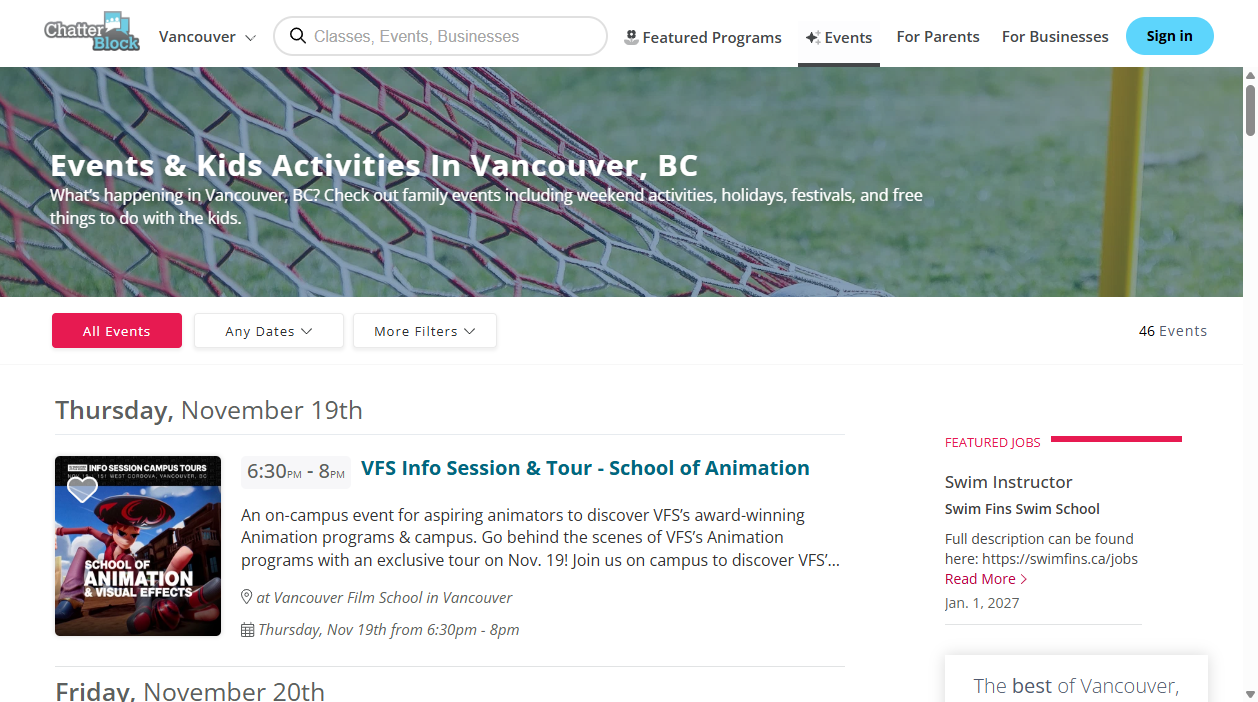 Chatter
Block
Vancouver
Classes, Events, Businesses
Featured Programs
Events
For Parents
For Businesses
Sign in
Events & Kids Activities In Vancouver, BC
What's happening in Vancouver, BC? Check out family events including weekend activities, holidays, festivals, and free
things to do with the kids.
All Events
Any Dates
More Filters
46 Events
Thursday, November 19th
INFO SESSION CAMPUS TOURS
WEST CORDOVA, VANCOUVER, BC
SCHOOL OF
ANIMATION
& VISUAL EFFECTS
6:30PM - 8PM
VFS Info Session & Tour - School of Animation
An on-campus event for aspiring animators to discover VFS’s award-winning
Animation programs & campus. Go behind the scenes of VFS’s Animation
programs with an exclusive tour on Nov. 19! Join us on campus to discover VFS’...
at Vancouver Film School in Vancouver
Thursday, Nov 19th from 6:30pm - 8pm
Friday, November 20th
FEATURED JOBS
Swim Instructor
Swim Fins Swim School
Full description can be found
here: https://swimfins.ca/jobs
Read More >
Jan. 1, 2027
The best of Vancouver,